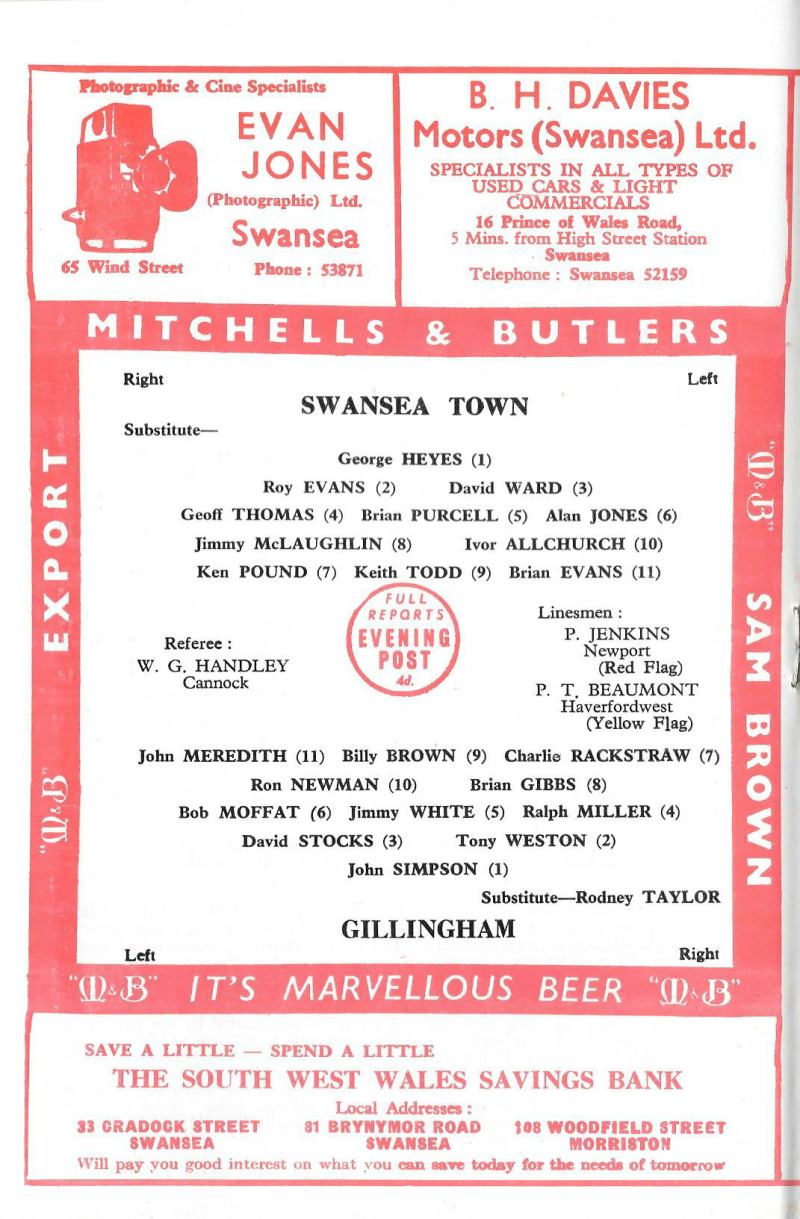 Photographic & Cine Specialists
EVAN
JONES
(Photographic) Ltd.
Swansea
65 Wind Street
Phone : 53871
B. H. DAVIES
Motors (Swansea) Ltd.
SPECIALISTS IN ALL TYPES OF
USED CARS & LIGHT
COMMERCIALS
16 Prince of Wales Road,
5 Mins. from High Street Station
Swansea
Telephone : Swansea 52159
MITCHELLS & BUTLERS
Right
Left
SWANSEA TOWN
Substitute—
George HEYES (1)
Roy EVANS (2) David WARD (3)
Geoff THOMAS (4) Brian PURCELL (5) Alan JONES (6)
Jimmy McLAUGHLIN (8) Ivor ALLCHURCH (10)
Ken POUND (7) Keith TODD (9) Brian EVANS (11)
Referee :
W. G. HANDLEY
Cannock
FULL
REPORTS
EVENING
POST
4d.
Linesmen :
P. JENKINS
Newport
(Red Flag)
P. T. BEAUMONT
Haverfordwest
(Yellow Flag)
John MEREDITH (11) Billy BROWN (9) Charlie RACKSTRAW (7)
Ron NEWMAN (10) Brian GIBBS (8)
Bob MOFFAT (6) Jimmy WHITE (5) Ralph MILLER (4)
David STOCKS (3) Tony WESTON (2)
John SIMPSON (1)
Substitute—Rodney TAYLOR
GILLINGHAM
Left
Right
EXPORT
"M&B"
"M&B"
SAM BROWN
"M&B" IT'S MARVELLOUS BEER "M&B"
SAVE A LITTLE — SPEND A LITTLE
THE SOUTH WEST WALES SAVINGS BANK
Local Addresses :
33 CRADOCK STREET
SWANSEA
81 BRYNYMOR ROAD
SWANSEA
108 WOODFIELD STREET
MORRISTON
Will pay you good interest on what you can save today for the needs of tomorrow